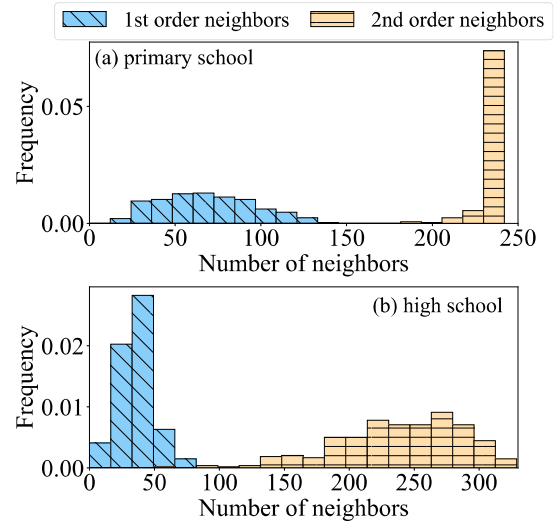 1st order neighbors 2nd order neighbors
(a) primary school
Frequency
0.05
0.00
0 50 100 150 200 250
Number of neighbors
(b) high school
Frequency
0.02
0.01
0.00
0 50 100 150 200 250 300
Number of neighbors